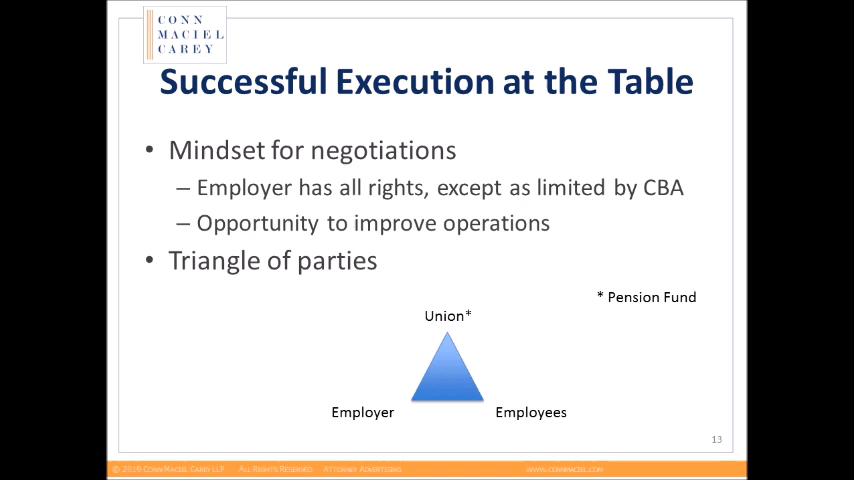 CONN
MACIEL
CAREY
Successful Execution at the Table
• Mindset for negotiations
– Employer has all rights, except as limited by CBA
– Opportunity to improve operations
• Triangle of parties
* Pension Fund
Union*
Employer Employees
13
© 2019 CONN MACIEL CAREY LLP ALL RIGHTS RESERVED ATTORNEY ADVERTISING WWW.CONNMACIEL.COM